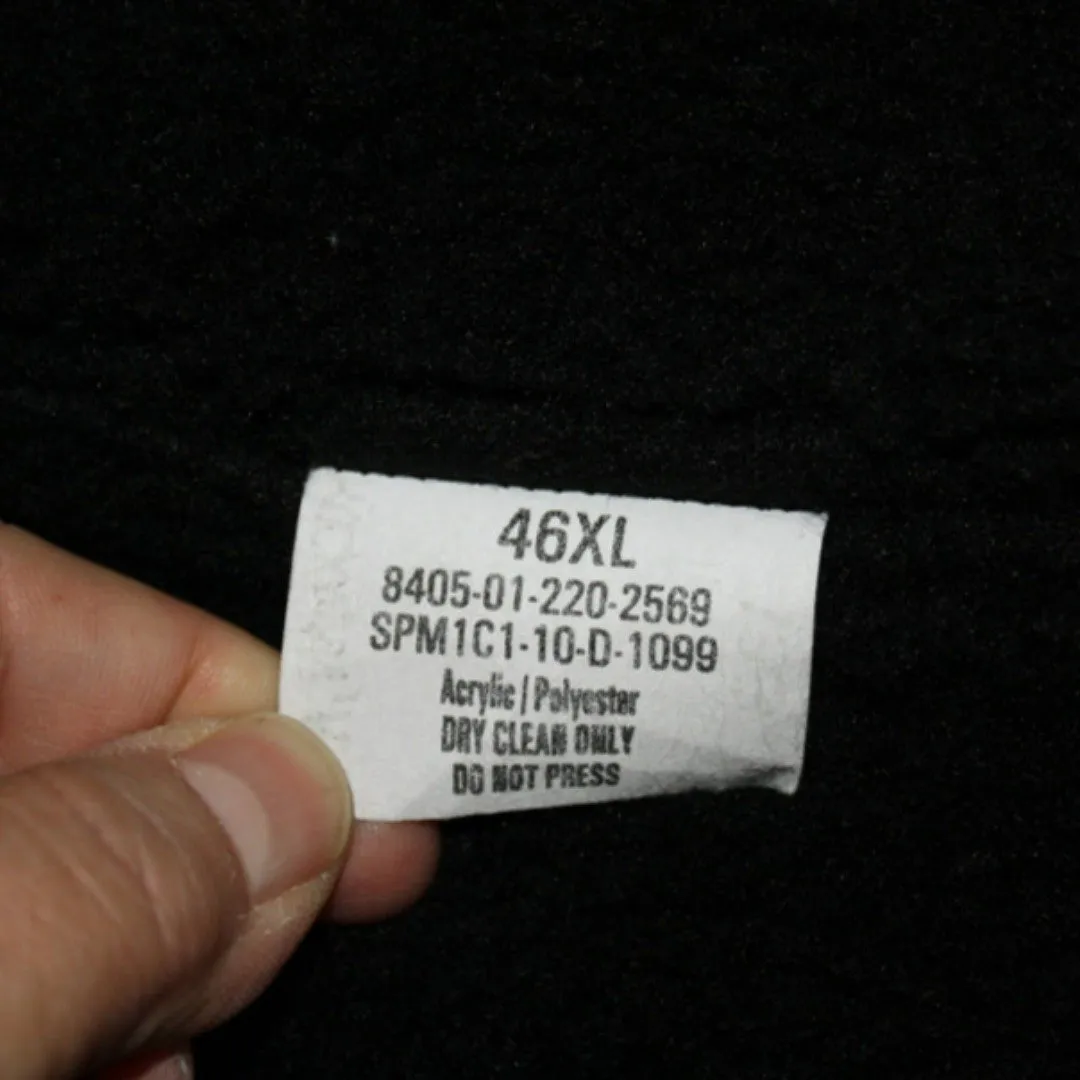 46XL
8405-01-220-2569
SPM1C1-10-D-1099
Acrylic / Polyester
DRY CLEAN ONLY
DO NOT PRESS